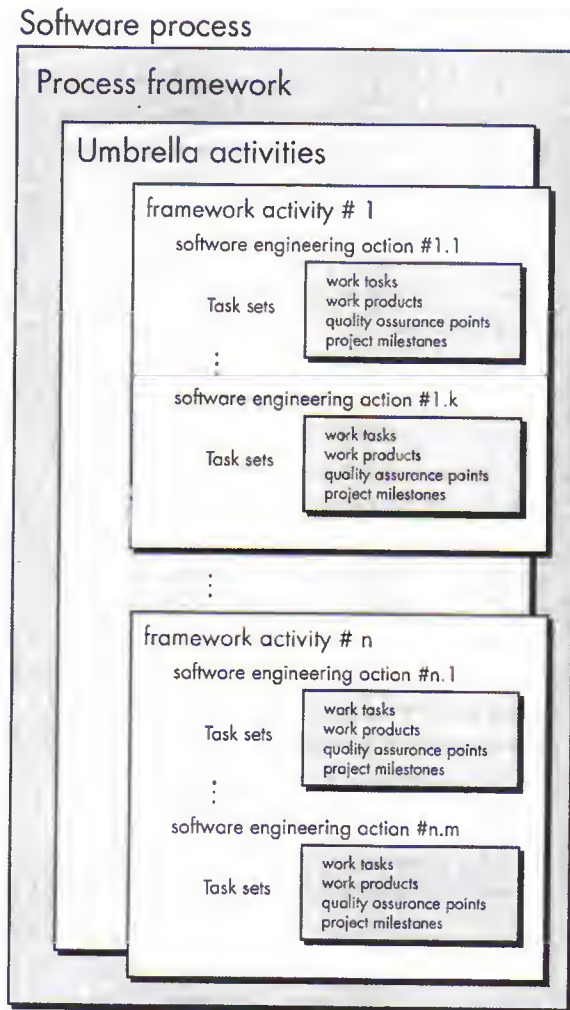 Software process
Process framework
Umbrella activities
framework activity # 1
software engineering action #1.1
Task sets
work tasks
work products
quality assurance points
project milestones
⋮
software engineering action #1.k
Task sets
work tasks
work products
quality assurance points
project milestones
⋮
framework activity # n
software engineering action #n.1
Task sets
work tasks
work products
quality assurance points
project milestones
⋮
software engineering action #n.m
Task sets
work tasks
work products
quality assurance points
project milestones